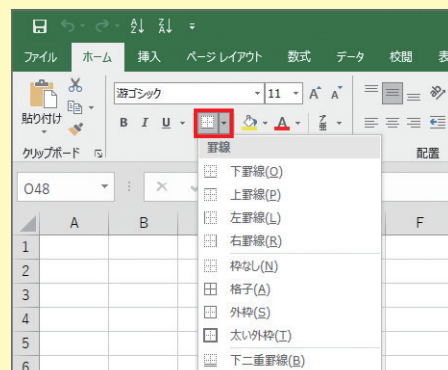 ファイル ホーム 挿入 ページレイアウト 数式 データ 校閲 表
貼り付け
游ゴシック 11 A A
B I U A
クリップボード 配置
罫線
O48
下罫線(O)
上罫線(P)
左罫線(L)
右罫線(R)
枠なし(N)
格子(A)
外枠(S)
太い外枠(T)
下二重罫線(B)
A B F
1
2
3
4
5
6